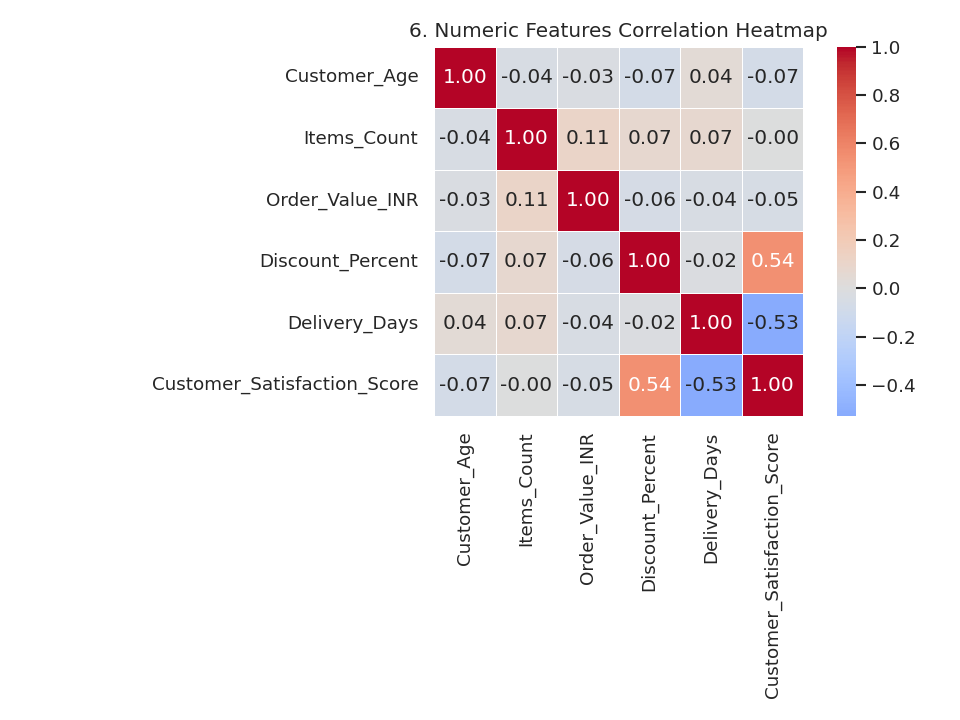 6. Numeric Features Correlation Heatmap
Customer_Age 1.00 -0.04 -0.03 -0.07 0.04 -0.07
Items_Count -0.04 1.00 0.11 0.07 0.07 -0.00
Order_Value_INR -0.03 0.11 1.00 -0.06 -0.04 -0.05
Discount_Percent -0.07 0.07 -0.06 1.00 -0.02 0.54
Delivery_Days 0.04 0.07 -0.04 -0.02 1.00 -0.53
Customer_Satisfaction_Score -0.07 -0.00 -0.05 0.54 -0.53 1.00
Customer_Age
Items_Count
Order_Value_INR
Discount_Percent
Delivery_Days
Customer_Satisfaction_Score
1.0
0.8
0.6
0.4
0.2
0.0
−0.2
−0.4